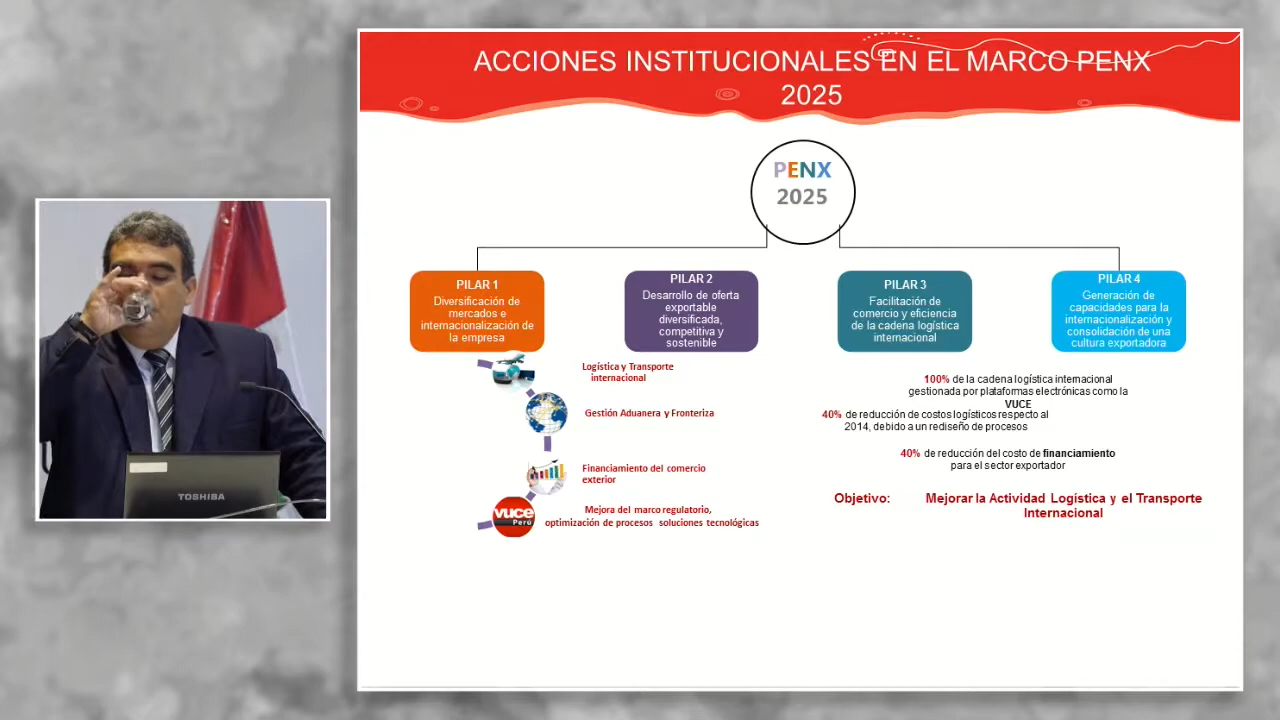 ACCIONES INSTITUCIONALES EN EL MARCO PENX
2025
PENX
2025
PILAR 1
Diversificación de
mercados e
internacionalización de
la empresa
PILAR 2
Desarrollo de oferta
exportable
diversificada,
competitiva y
sostenible
PILAR 3
Facilitación de
comercio y eficiencia
de la cadena logística
internacional
PILAR 4
Generación de
capacidades para la
internacionalización y
consolidación de una
cultura exportadora
Logística y Transporte
internacional
Gestión Aduanera y Fronteriza
Financiamiento del comercio
exterior
vuce
Perú
Mejora del marco regulatorio,
optimización de procesos soluciones tecnológicas
100% de la cadena logística internacional
gestionada por plataformas electrónicas como la
VUCE
40% de reducción de costos logísticos respecto al
2014, debido a un rediseño de procesos
40% de reducción del costo de financiamiento
para el sector exportador
Objetivo: Mejorar la Actividad Logística y el Transporte
Internacional
TOSHIBA